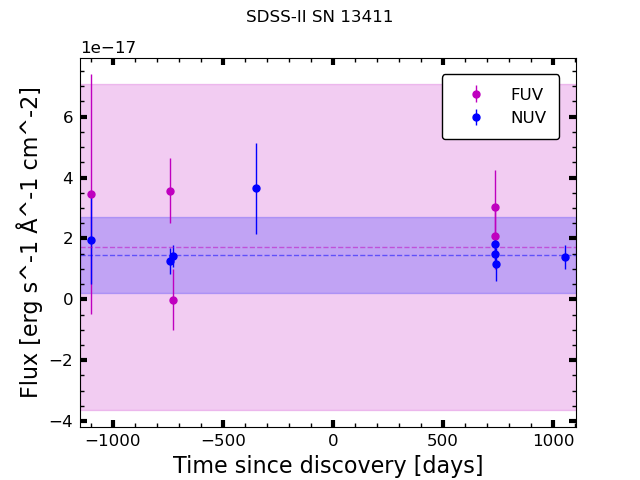 SDSS-II SN 13411
1e−17
FUV
NUV
6
4
2
0
−2
−4
−1000
−500
0
500
1000
Flux [erg s^-1 Å^-1 cm^-2]
Time since discovery [days]